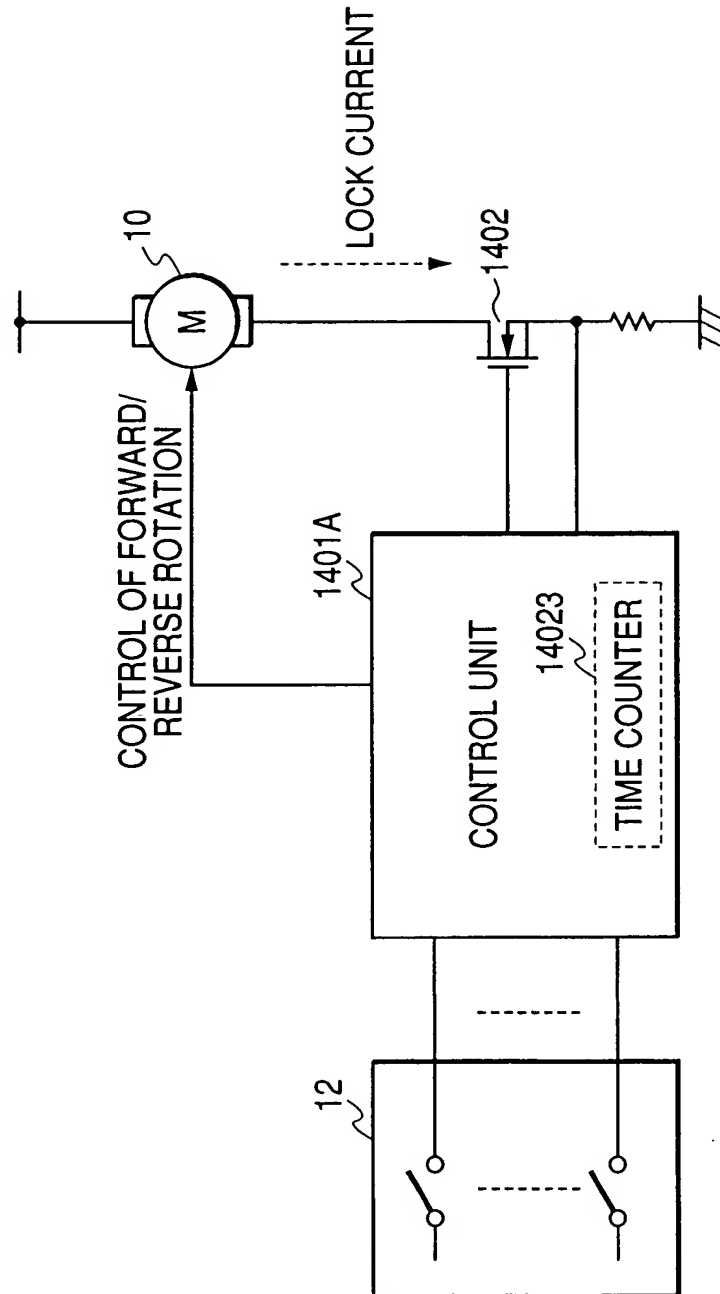 CONTROL OF FORWARD/
REVERSE ROTATION
10
M
LOCK CURRENT
1402
1401A
CONTROL UNIT
14023
TIME COUNTER
12